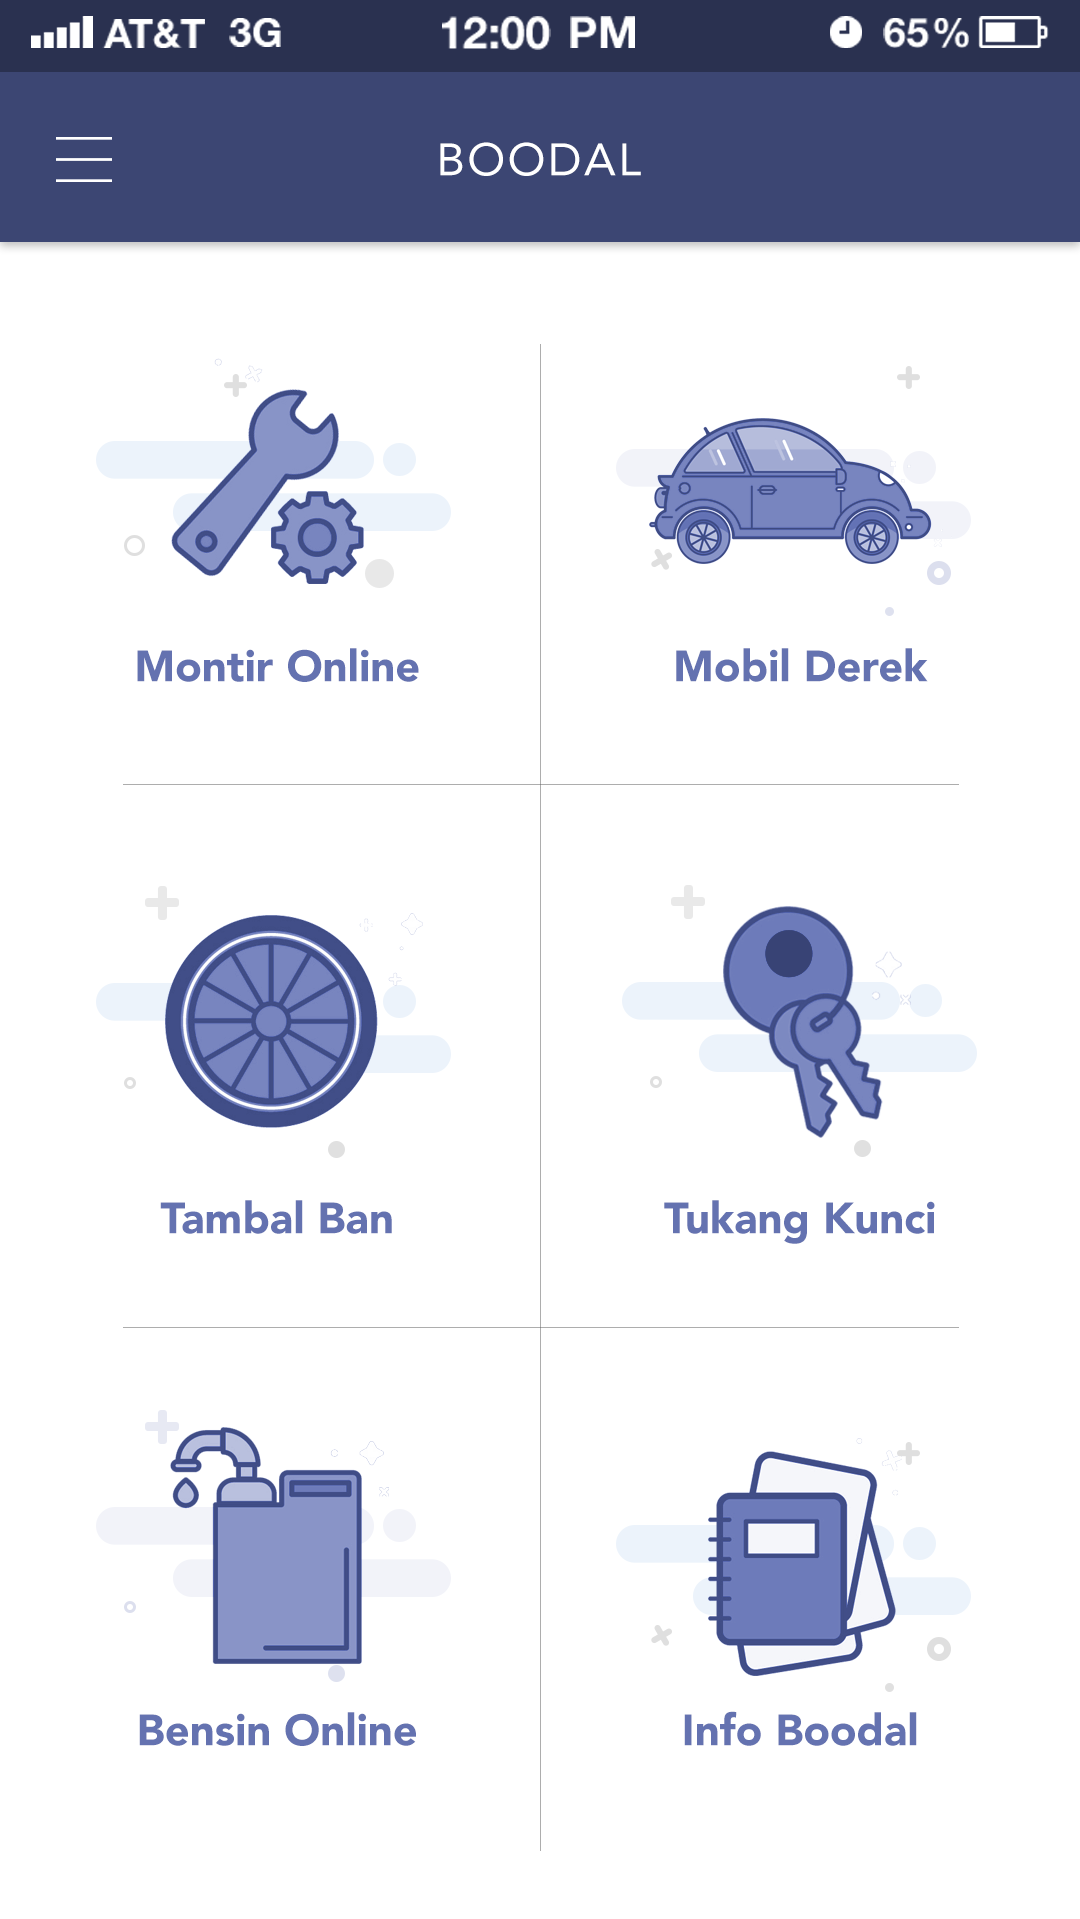 AT&T 3G 12:00 PM 65%
BOODAL
Montir Online
Mobil Derek
Tambal Ban
Tukang Kunci
Bensin Online
Info Boodal